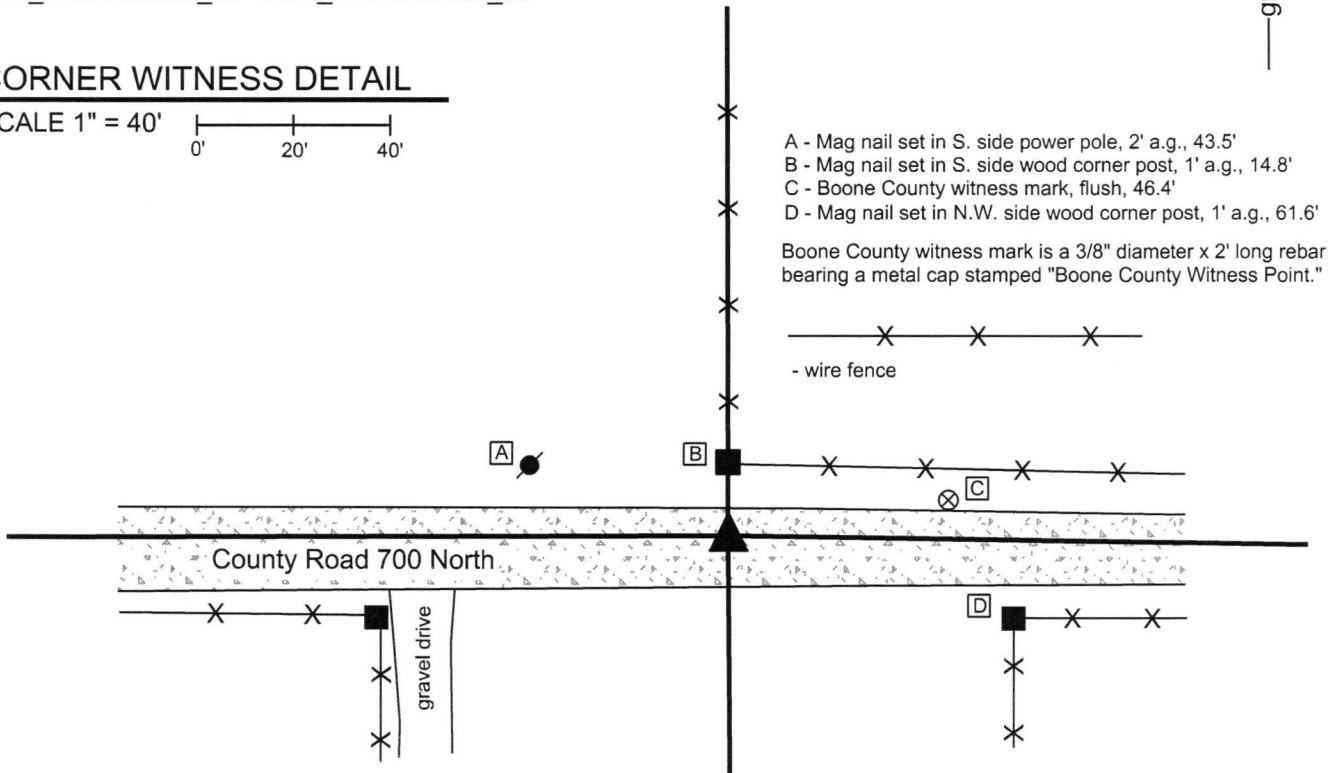 CORNER WITNESS DETAIL
SCALE 1" = 40'
0' 20' 40'
A - Mag nail set in S. side power pole, 2' a.g., 43.5'
B - Mag nail set in S. side wood corner post, 1' a.g., 14.8'
C - Boone County witness mark, flush, 46.4'
D - Mag nail set in N.W. side wood corner post, 1' a.g., 61.6'
Boone County witness mark is a 3/8" diameter x 2' long rebar
bearing a metal cap stamped "Boone County Witness Point."
- wire fence
A
B
C
County Road 700 North
D
gravel drive